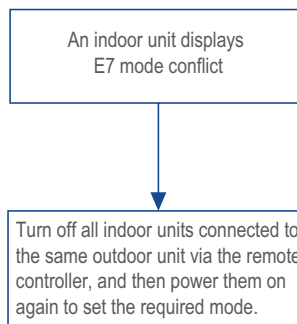 An indoor unit displays
E7 mode conflict
Turn off all indoor units connected to
the same outdoor unit via the remote
controller, and then power them on
again to set the required mode.